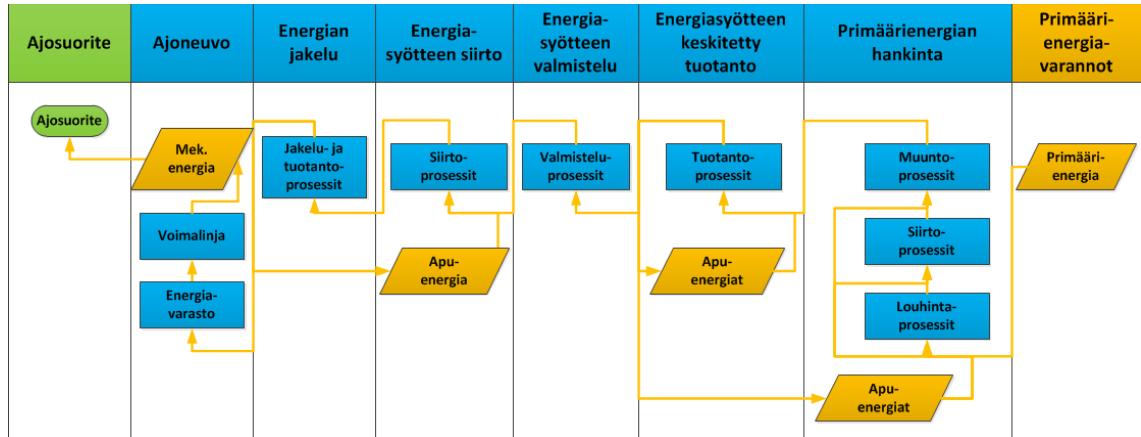 Ajosuorite
Ajoneuvo
Energian
jakelu
Energia-
syötteen siirto
Energia-
syötteen
valmistelu
Energiasyötteen
keskitetty
tuotanto
Primäärienergian
hankinta
Primääri-
energia-
varannot
Ajosuorite
Mek.
energia
Voimalinja
Energia-
varasto
Jakelu- ja
tuotanto-
prosessit
Siirto-
prosessit
Apu-
energia
Valmistelu-
prosessit
Tuotanto-
prosessit
Apu-
energiat
Muunto-
prosessit
Siirto-
prosessit
Louhinta-
prosessit
Apu-
energiat
Primääri-
energia